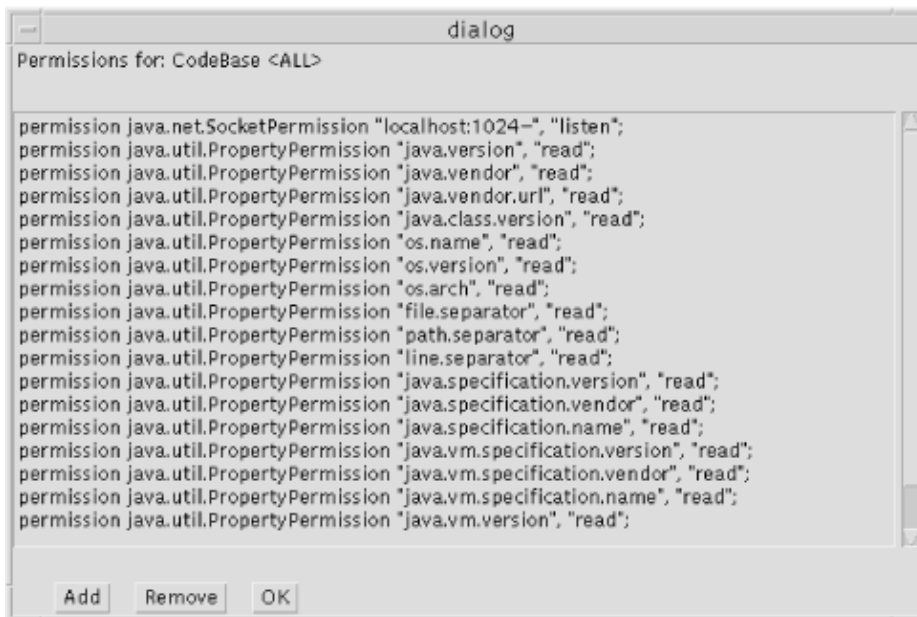 dialog
Permissions for: CodeBase <ALL>
permission java.net.SocketPermission "localhost:1024-", "listen";
permission java.util.PropertyPermission "java.version", "read";
permission java.util.PropertyPermission "java.vendor", "read";
permission java.util.PropertyPermission "java.vendor.url", "read";
permission java.util.PropertyPermission "java.class.version", "read";
permission java.util.PropertyPermission "os.name", "read";
permission java.util.PropertyPermission "os.version", "read";
permission java.util.PropertyPermission "os.arch", "read";
permission java.util.PropertyPermission "file.separator", "read";
permission java.util.PropertyPermission "path.separator", "read";
permission java.util.PropertyPermission "line.separator", "read";
permission java.util.PropertyPermission "java.specification.version", "read";
permission java.util.PropertyPermission "java.specification.vendor", "read";
permission java.util.PropertyPermission "java.specification.name", "read";
permission java.util.PropertyPermission "java.vm.specification.version", "read";
permission java.util.PropertyPermission "java.vm.specification.vendor", "read";
permission java.util.PropertyPermission "java.vm.specification.name", "read";
permission java.util.PropertyPermission "java.vm.version", "read";
Add Remove OK